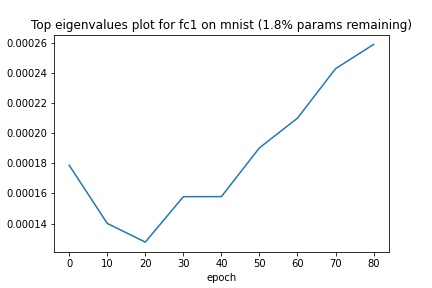 Top eigenvalues plot for fc1 on mnist (1.8% params remaining)
0.00026
0.00024
0.00022
0.00020
0.00018
0.00016
0.00014
0 10 20 30 40 50 60 70 80
epoch